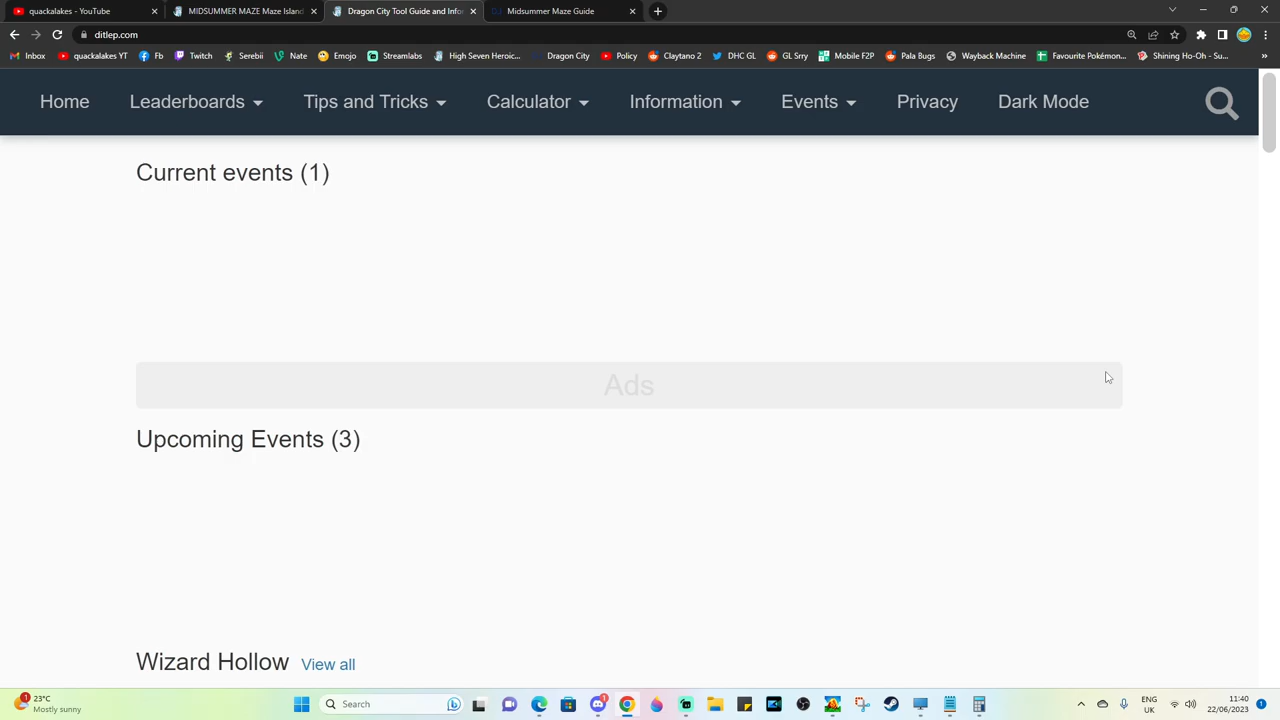 quackalakes - YouTube
MIDSUMMER MAZE Maze Island
Dragon City Tool Guide and Infor
Midsummer Maze Guide
ditlep.com
Inbox
quackalakes YT
Fb
Twitch
Serebii
Nate
Emojo
Streamlabs
High Seven Heroic...
Dragon City
Policy
Claytano 2
DHC GL
GL Srry
Mobile F2P
Pala Bugs
Wayback Machine
Favourite Pokémon...
Shining Ho-Oh - Su...
Home
Leaderboards
Tips and Tricks
Calculator
Information
Events
Privacy
Dark Mode
Current events (1)
Ads
Upcoming Events (3)
Wizard Hollow View all
1
23°C
Mostly sunny
Search
1
ENG
UK
11:40
22/06/2023
1